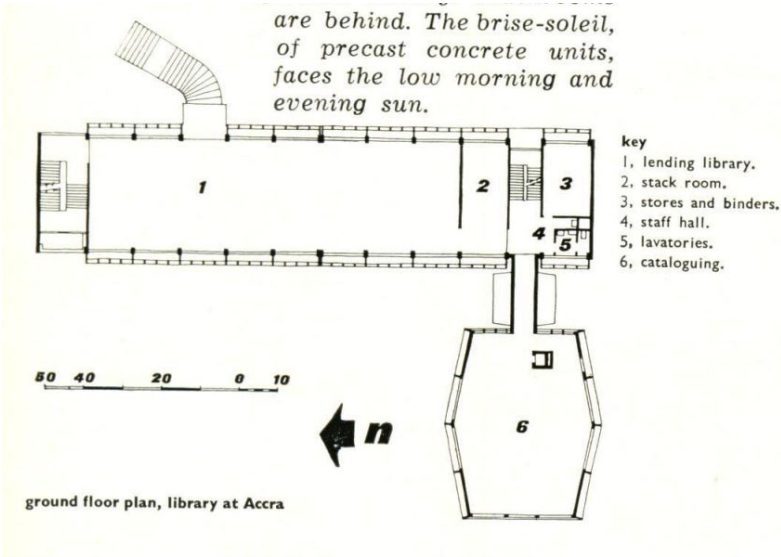 are behind. The brise-soleil,
of precast concrete units,
faces the low morning and
evening sun.
key
1, lending library.
2, stack room.
3, stores and binders.
4, staff hall.
5, lavatories.
6, cataloguing.
1
2
3
4
5
6
50 40 20 0 10
n
ground floor plan, library at Accra